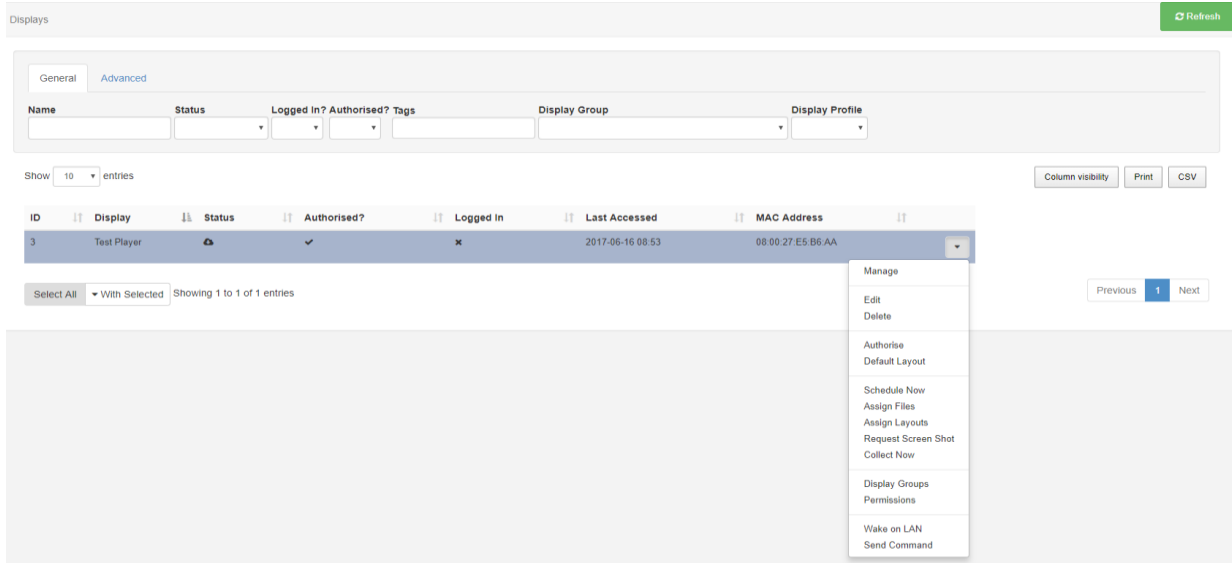 Displays
Refresh
General Advanced
Name Status Logged In? Authorised? Tags Display Group Display Profile
Show 10 entries
Column visibility Print CSV
ID Display Status Authorised? Logged In Last Accessed MAC Address
3 Test Player 2017-06-16 08:53 08:00:27:E5:B6:AA
Select All With Selected Showing 1 to 1 of 1 entries
Previous 1 Next
Manage
Edit
Delete
Authorise
Default Layout
Schedule Now
Assign Files
Assign Layouts
Request Screen Shot
Collect Now
Display Groups
Permissions
Wake on LAN
Send Command